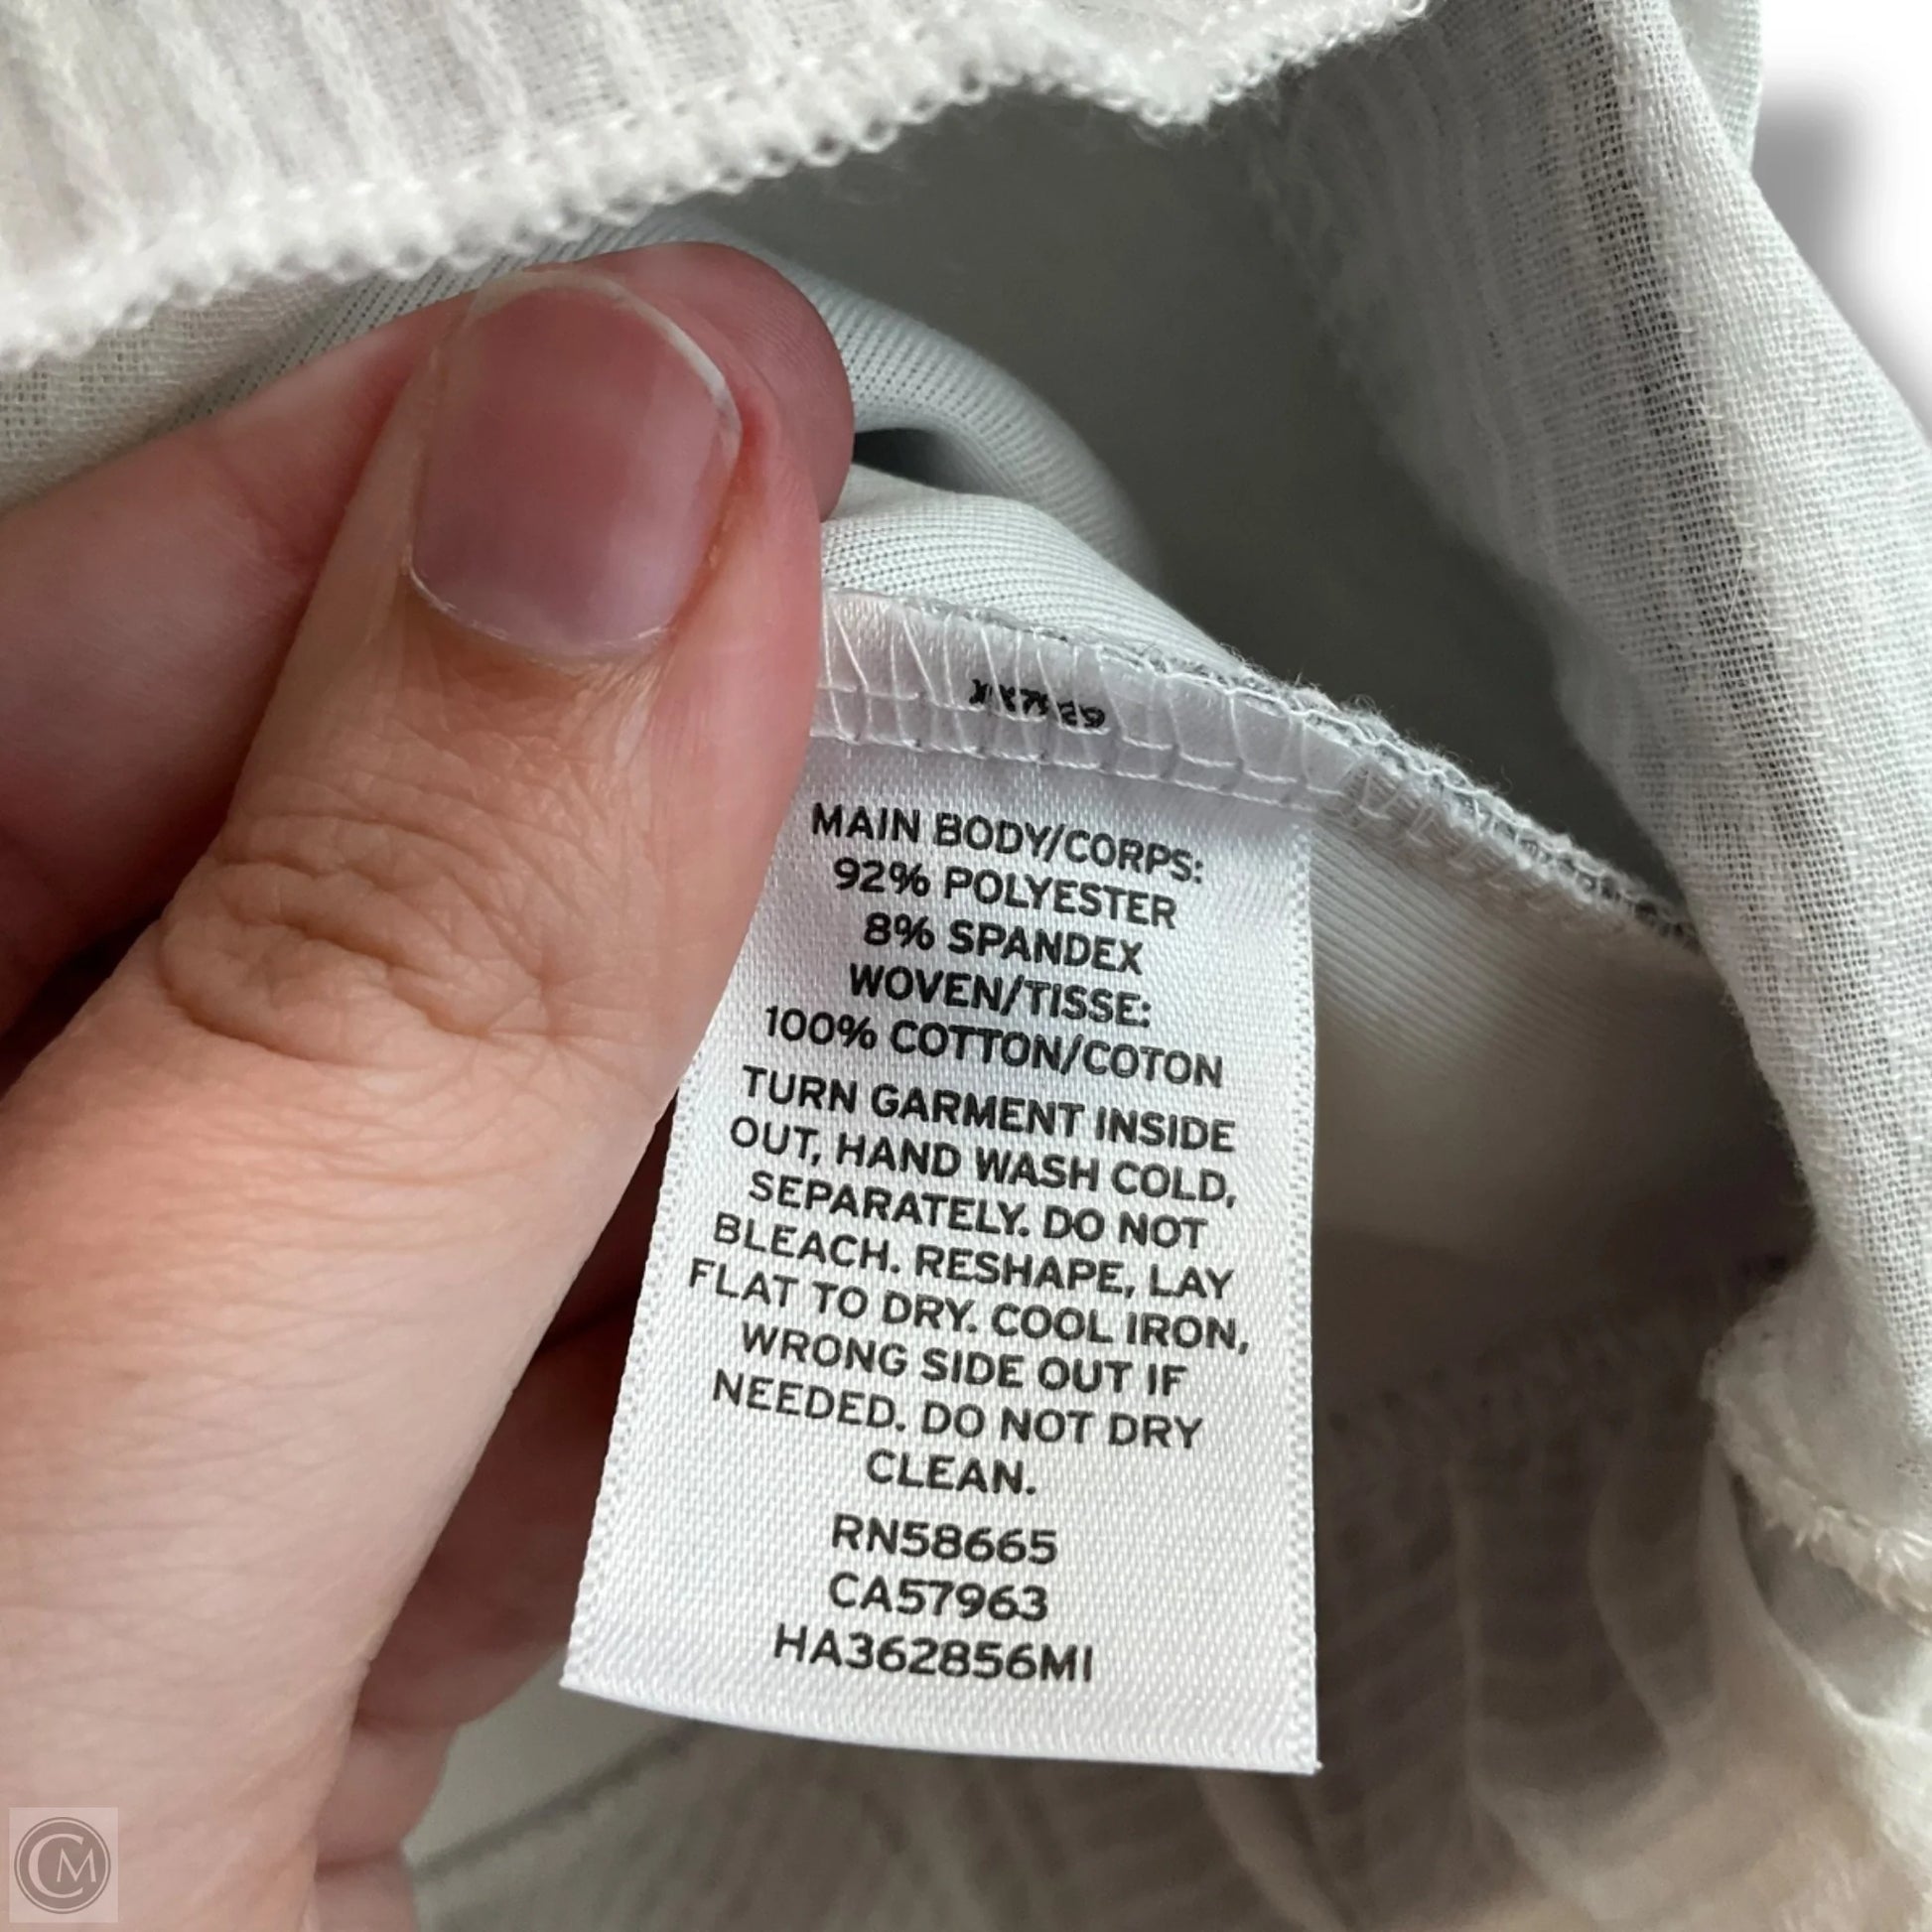 MAIN BODY/CORPS:
92% POLYESTER
8% SPANDEX
WOVEN/TISSE:
100% COTTON/COTON
TURN GARMENT INSIDE
OUT, HAND WASH COLD,
SEPARATELY. DO NOT
BLEACH. RESHAPE, LAY
FLAT TO DRY. COOL IRON,
WRONG SIDE OUT IF
NEEDED. DO NOT DRY
CLEAN.
RN58665
CA57963
HA362856MI
CM